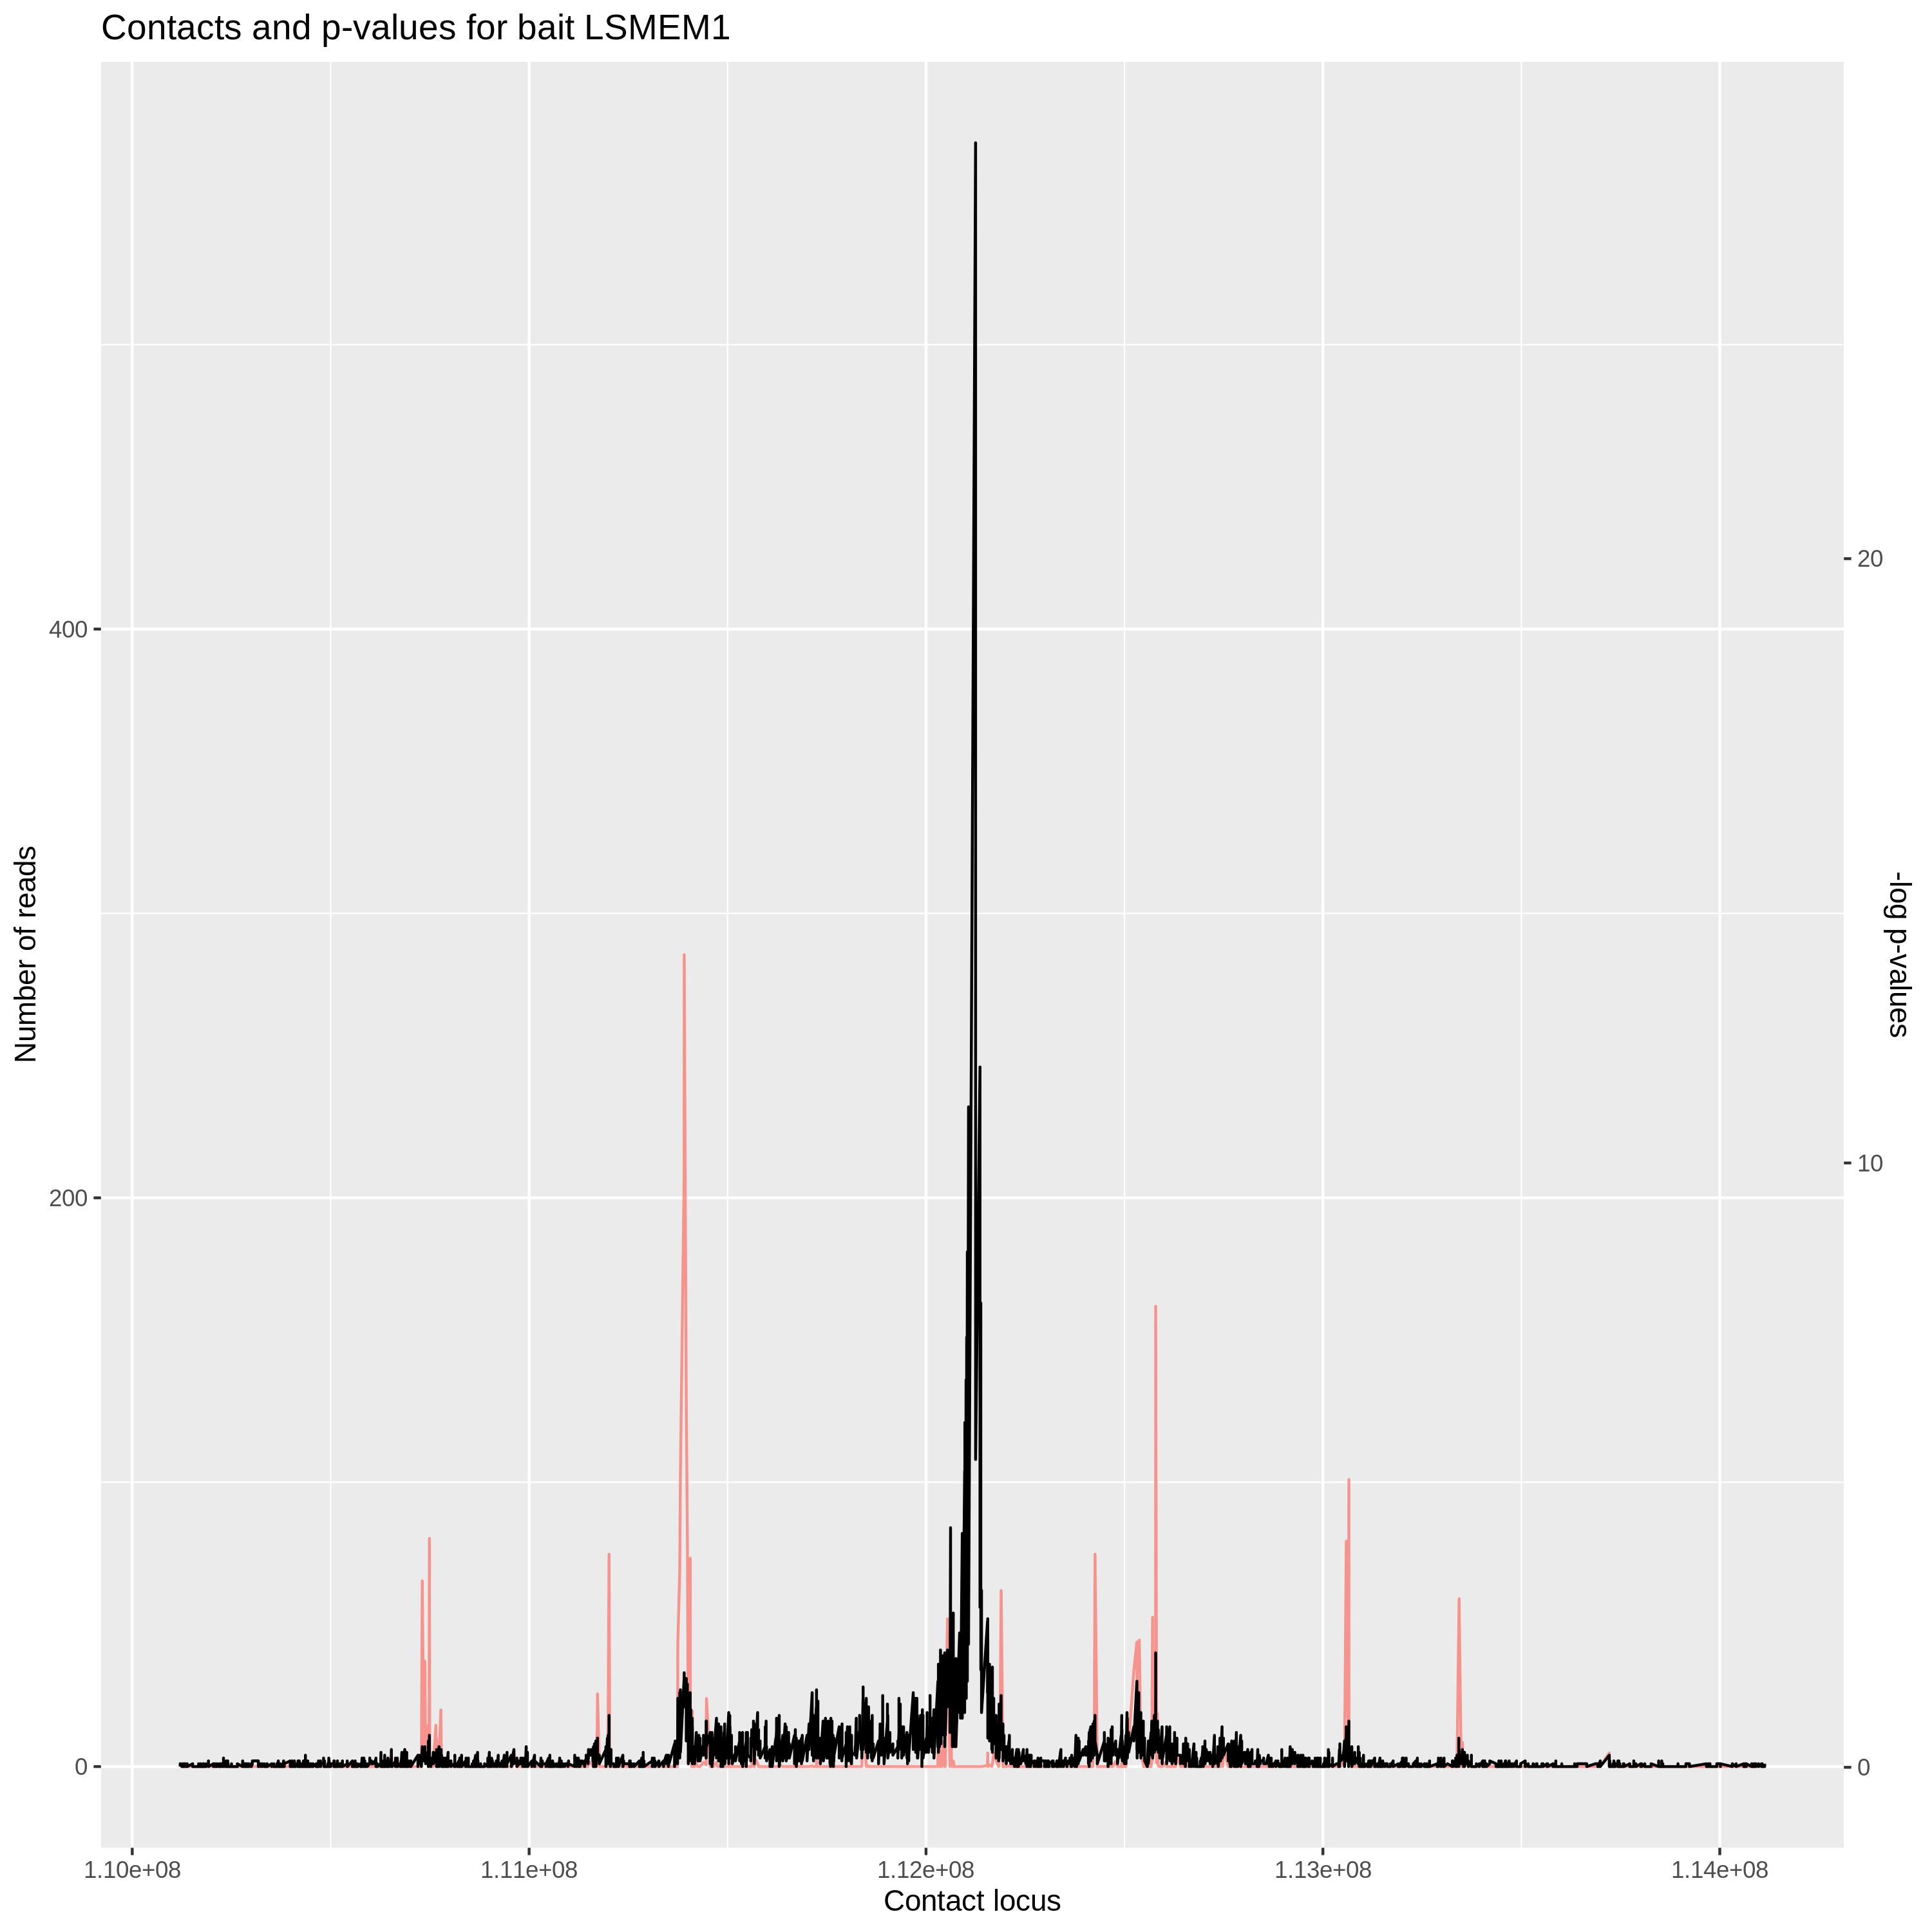 Contacts and p-values for bait LSMEM1
Number of reads
400
200
0
20
10
0
-log p-values
1.10e+08
1.11e+08
1.12e+08
1.13e+08
1.14e+08
Contact locus